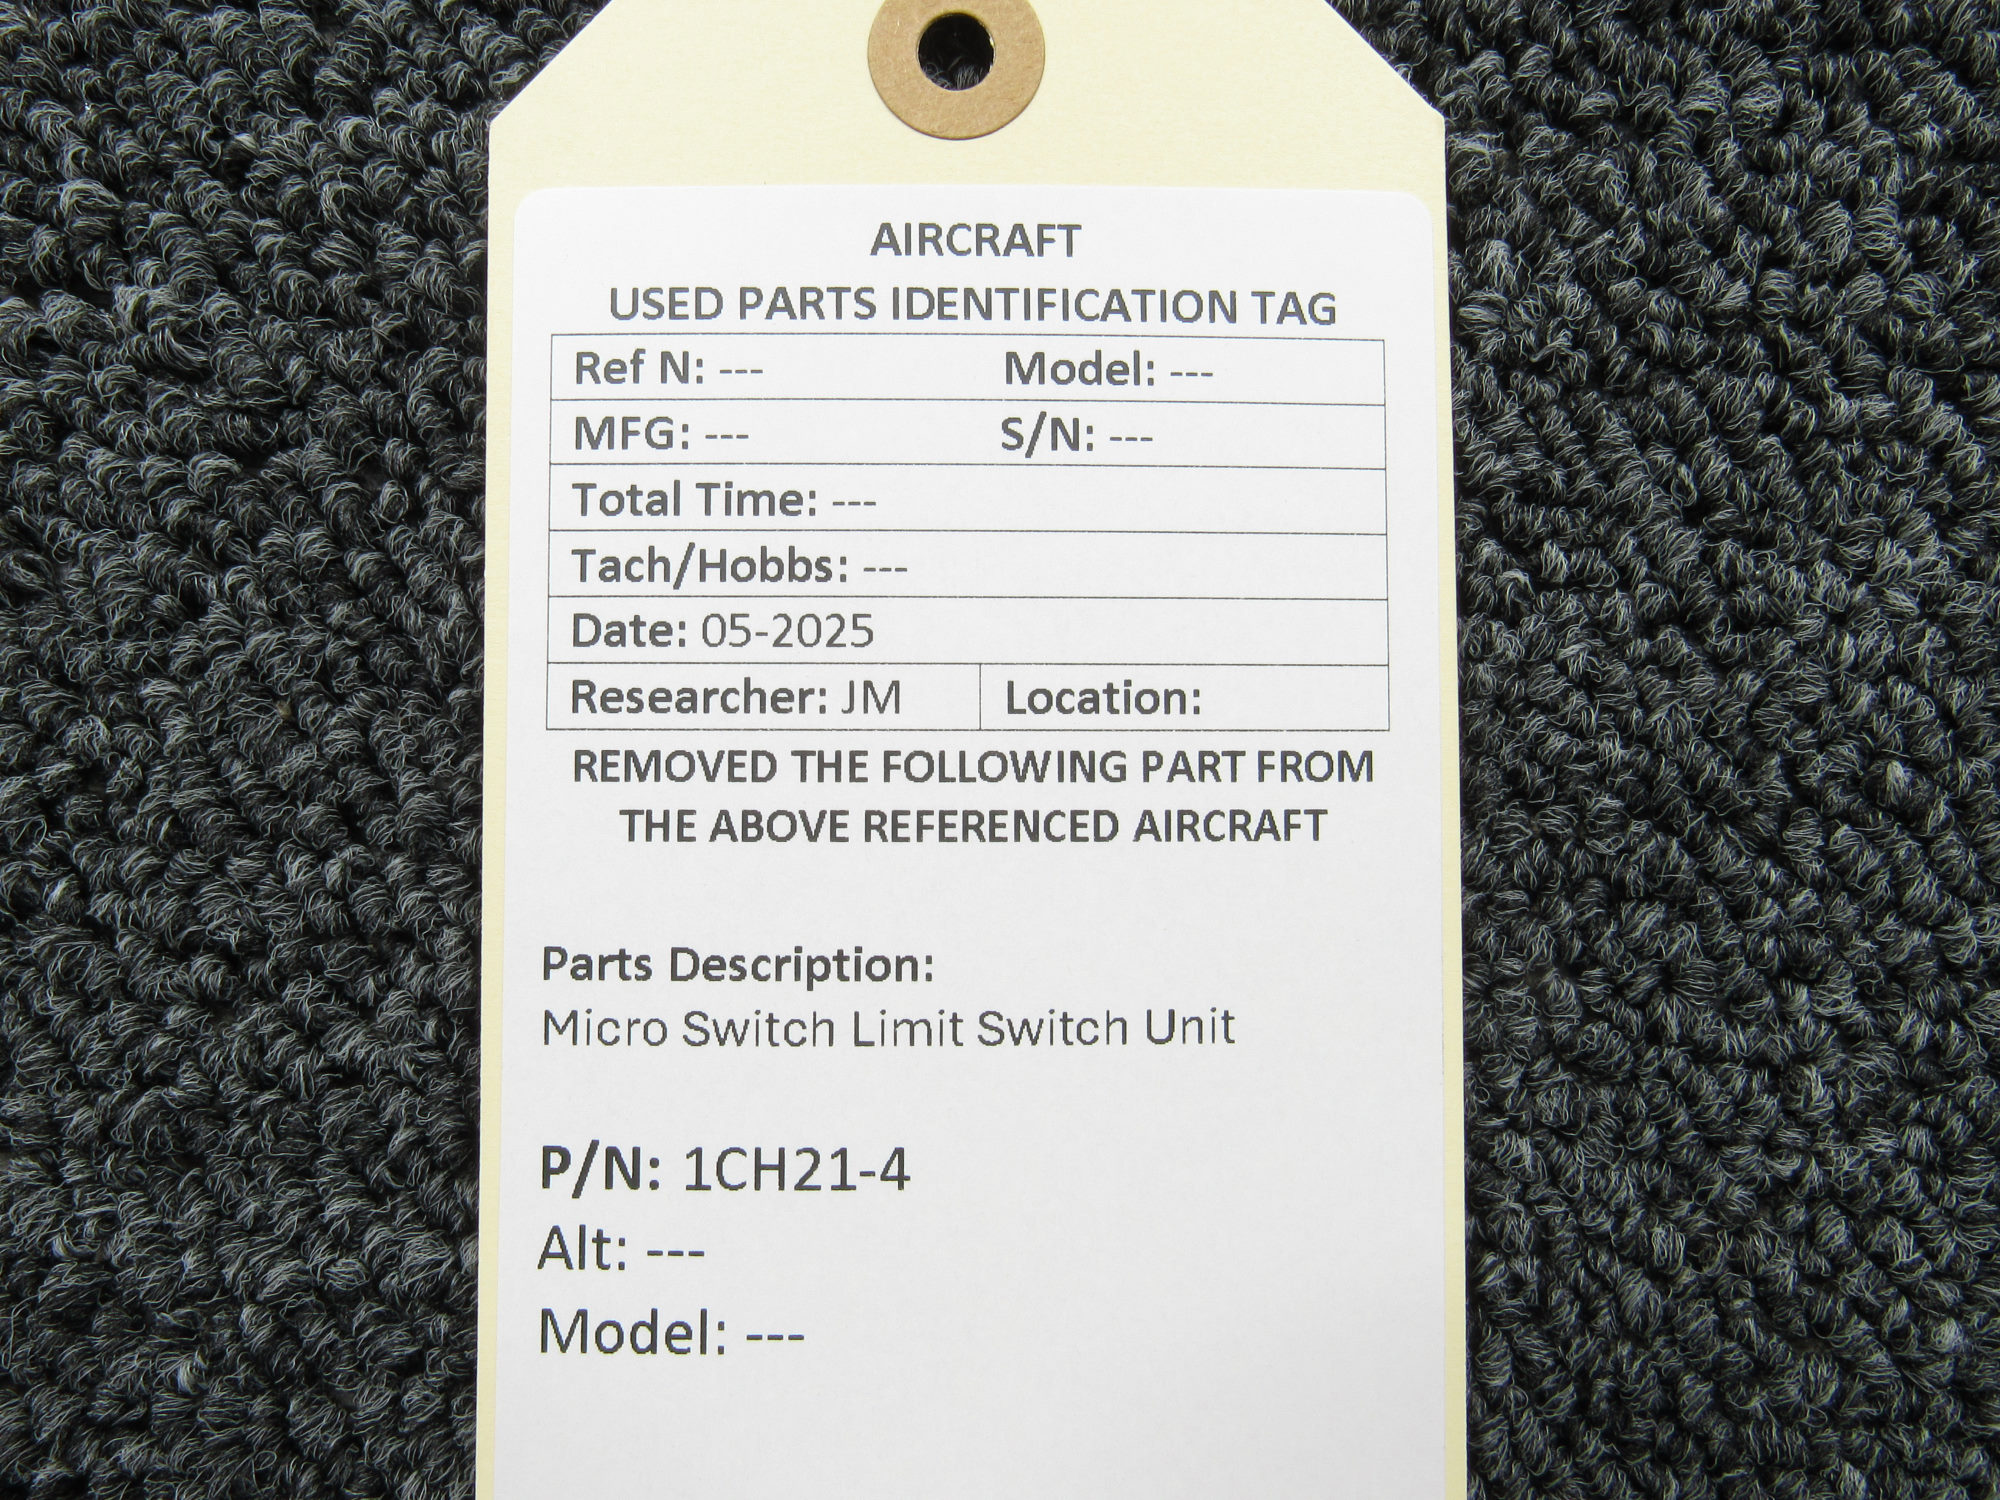 AIRCRAFT
USED PARTS IDENTIFICATION TAG
Ref N: --- Model: ---
MFG: --- S/N: ---
Total Time: ---
Tach/Hobbs: ---
Date: 05-2025
Researcher: JM Location:
REMOVED THE FOLLOWING PART FROM
THE ABOVE REFERENCED AIRCRAFT
Parts Description:
Micro Switch Limit Switch Unit
P/N: 1CH21-4
Alt: ---
Model: ---